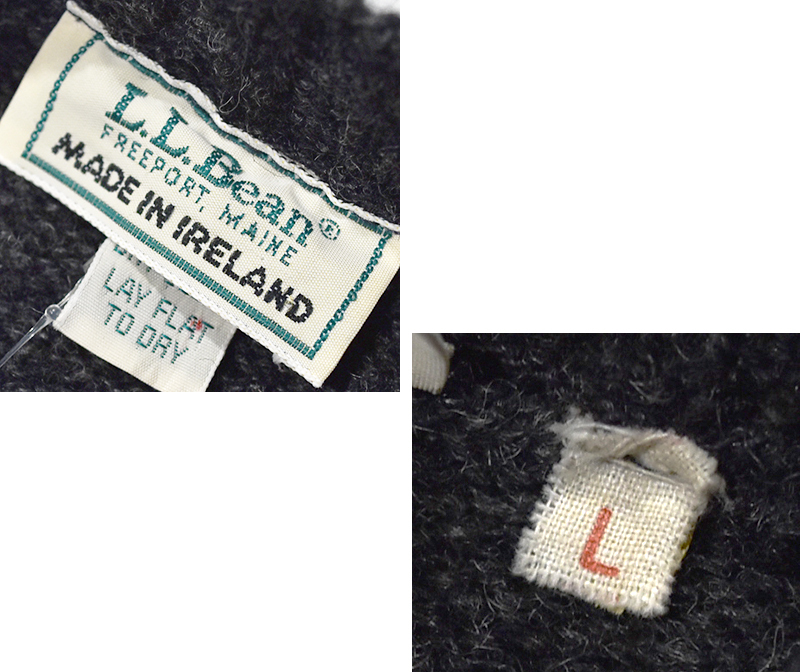 L.L.Bean®
FREEPORT, MAINE
MADE IN IRELAND
LAY FLAT
TO DRY
L